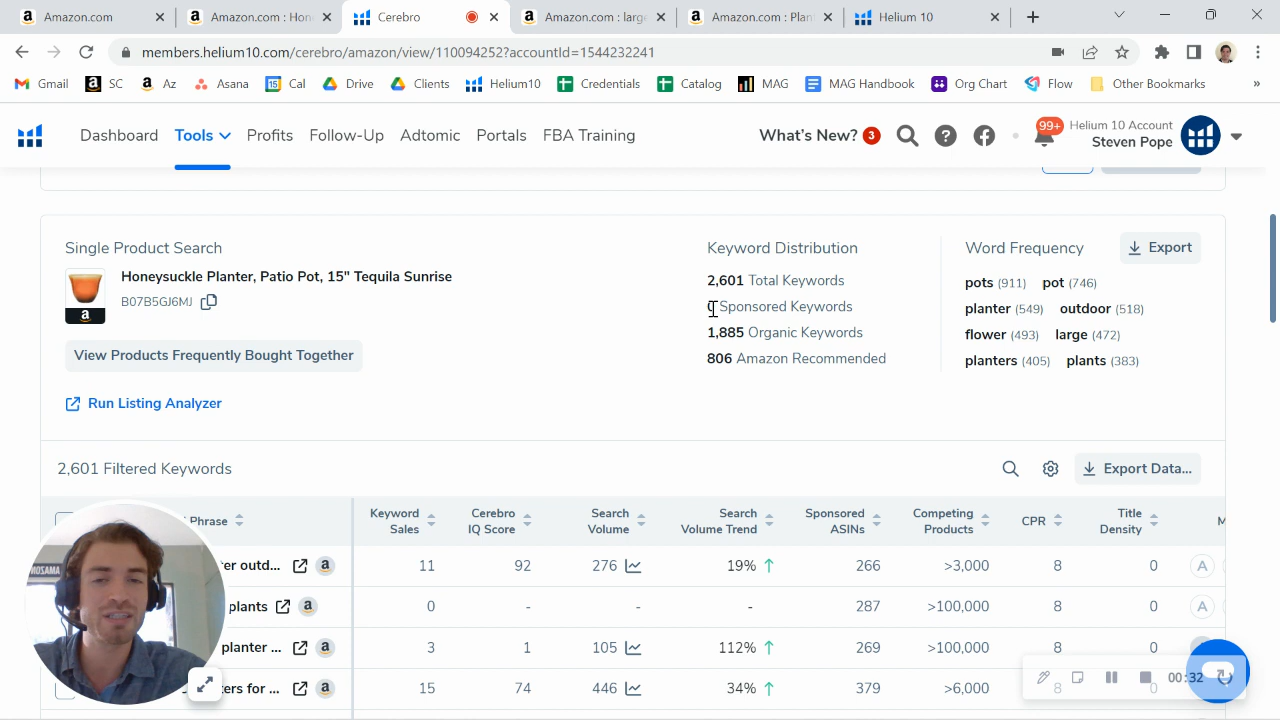 Amazon.com
Amazon.com : Hon
Cerebro
Amazon.com : larg
Amazon.com : Plan
Helium 10
members.helium10.com/cerebro/amazon/view/110094252?accountId=1544232241
Gmail
SC
Az
Asana
15 Cal
Drive
Clients
Helium10
Credentials
Catalog
MAG
MAG Handbook
Org Chart
Flow
Other Bookmarks
»
Dashboard
Tools
Profits
Follow-Up
Adtomic
Portals
FBA Training
What's New? 3
99+
Helium 10 Account
Steven Pope
Single Product Search
Honeysuckle Planter, Patio Pot, 15" Tequila Sunrise
B07B5GJ6MJ
View Products Frequently Bought Together
Run Listing Analyzer
Keyword Distribution
2,601 Total Keywords
0 Sponsored Keywords
1,885 Organic Keywords
806 Amazon Recommended
Word Frequency
Export
pots (911) pot (746)
planter (549) outdoor (518)
flower (493) large (472)
planters (405) plants (383)
2,601 Filtered Keywords
Export Data...
Phrase
Keyword Sales
Cerebro IQ Score
Search Volume
Search Volume Trend
Sponsored ASINs
Competing Products
CPR
Title Density
M
er outd... 11 92 276 19% 266 >3,000 8 0 A
plants 0 - - - 287 >100,000 8 0 A
planter ... 3 1 105 112% 269 >100,000 8 0
ters for ... 15 74 446 34% 379 >6,000 8 0
00:32